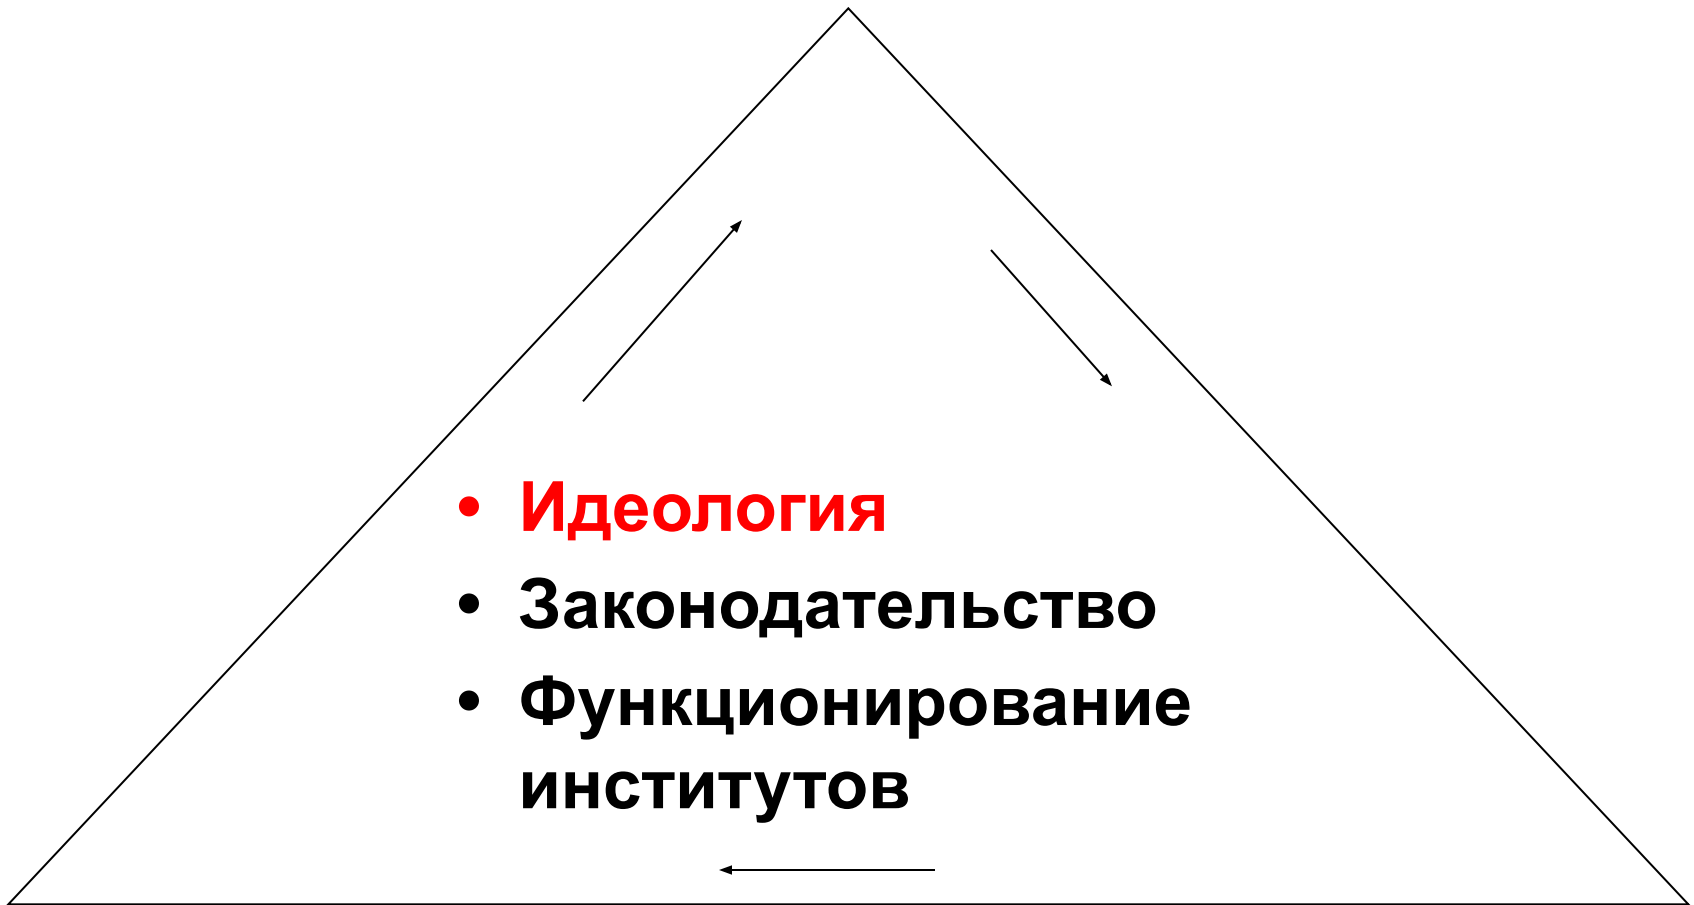 • Идеология
• Законодательство
• Функционирование
институтов